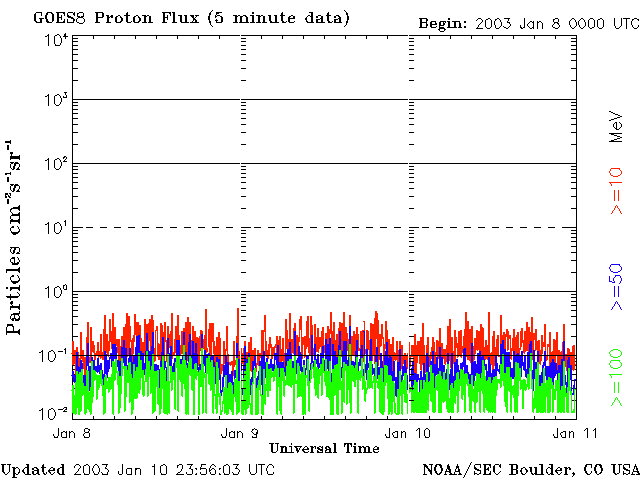 GOES8 Proton Flux (5 minute data)
Begin: 2003 Jan 8 0000 UTC
Particles cm⁻²s⁻¹sr⁻¹
10⁴
10³
10²
10¹
10⁰
10⁻¹
10⁻²
Jan 8 Jan 9 Jan 10 Jan 11
Universal Time
>=10 >=50 >=100 MeV
Updated 2003 Jan 10 23:56:03 UTC
NOAA/SEC Boulder, CO USA